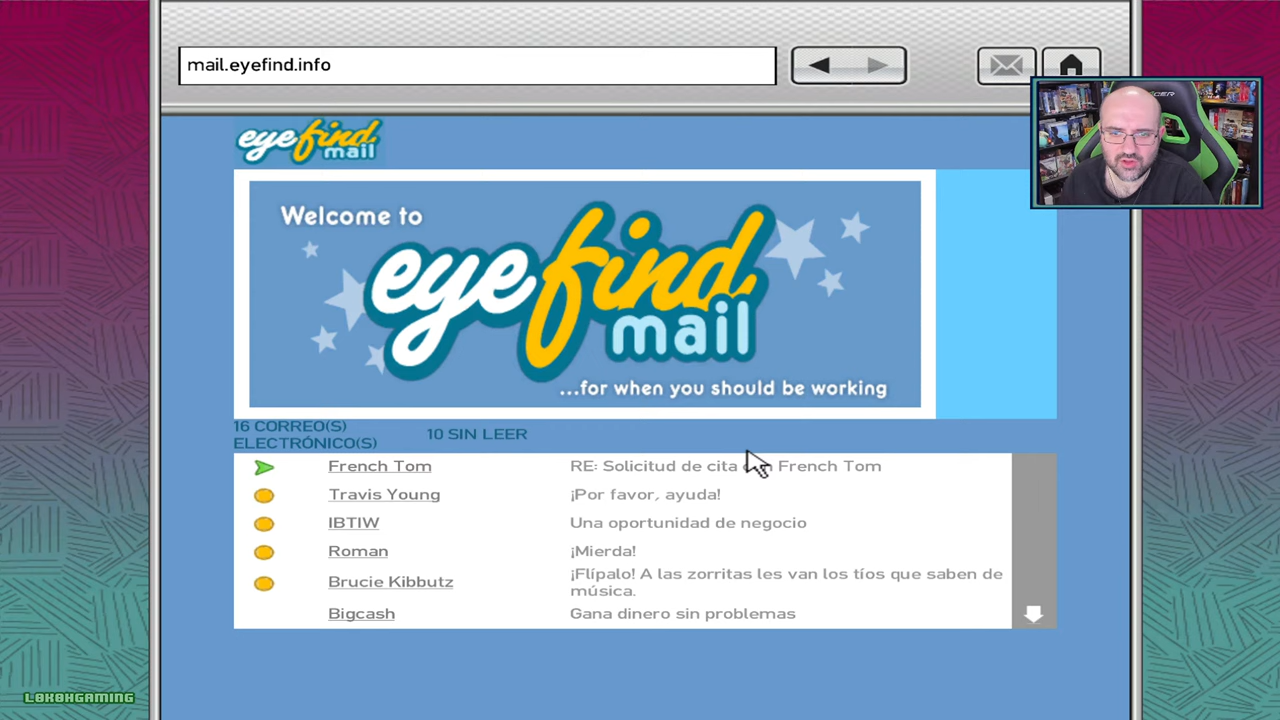 mail.eyefind.info
eyefind
mail
Welcome to
eyefind
mail
...for when you should be working
16 CORREO(S)
ELECTRÓNICO(S)
10 SIN LEER
French Tom RE: Solicitud de cita con French Tom
Travis Young ¡Por favor, ayuda!
IBTIW Una oportunidad de negocio
Roman ¡Mierda!
Brucie Kibbutz ¡Flípalo! A las zorritas les van los tíos que saben de
música.
Bigcash Gana dinero sin problemas
L0K0XGAMING